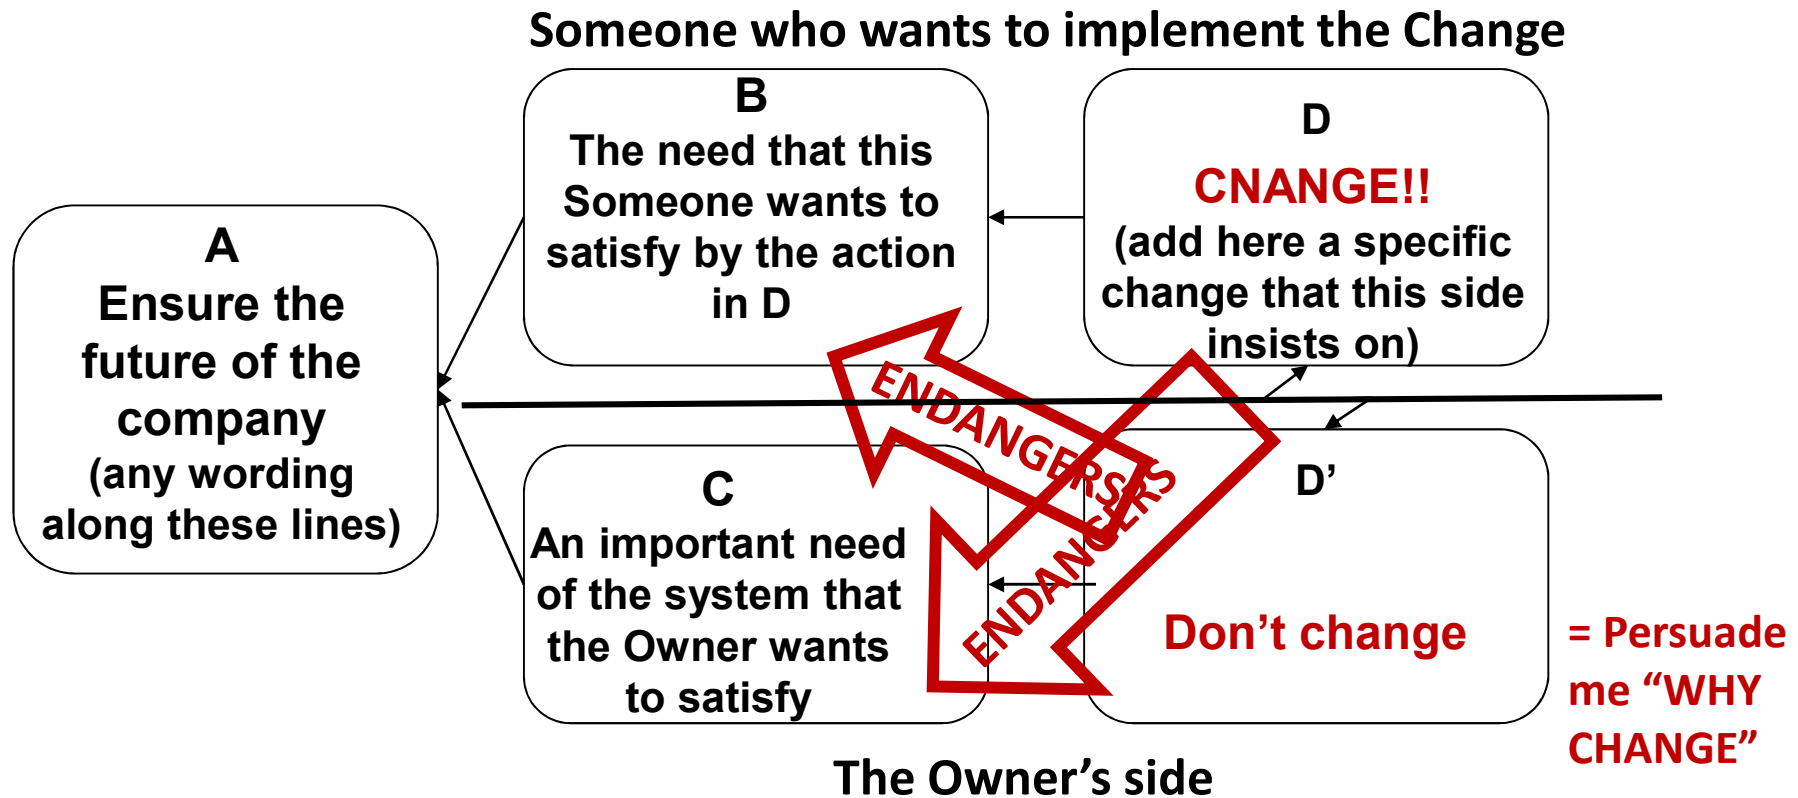 Someone who wants to implement the Change
B
The need that this
Someone wants to
satisfy by the action
in D
D
CNANGE!!
(add here a specific
change that this side
insists on)
A
Ensure the
future of the
company
(any wording
along these lines)
ENDANGERS
ENDANGERS
C
An important need
of the system that
the Owner wants
to satisfy
D’
Don’t change
= Persuade
me “WHY
CHANGE”
The Owner’s side